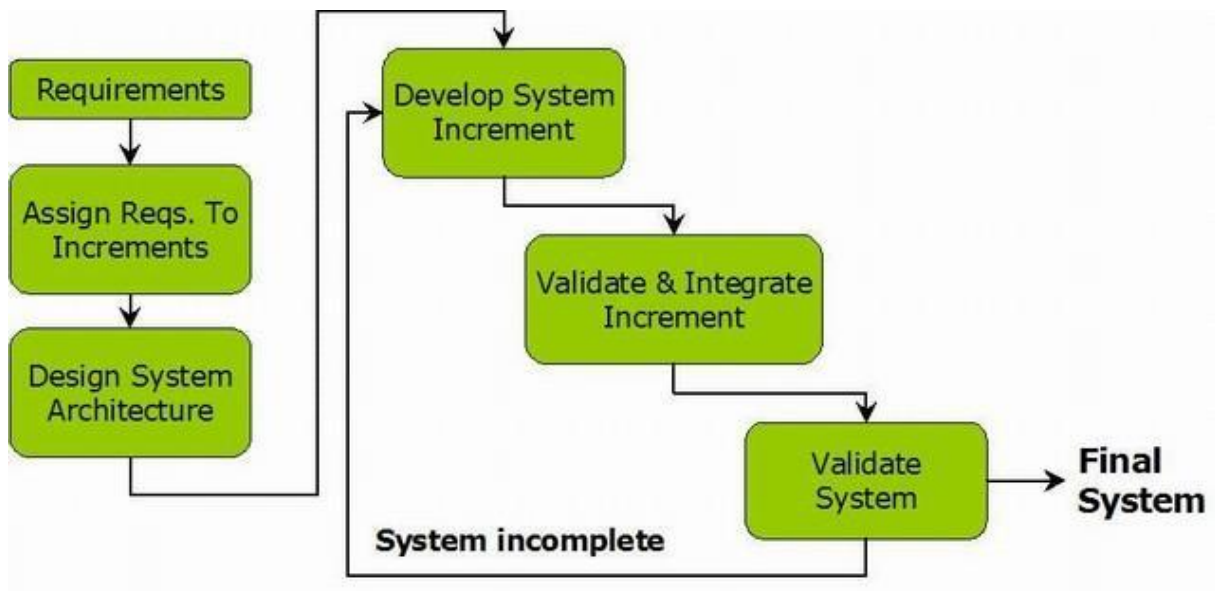 Requirements
Assign Reqs. To
Increments
Design System
Architecture
Develop System
Increment
Validate & Integrate
Increment
Validate
System
Final
System
System incomplete